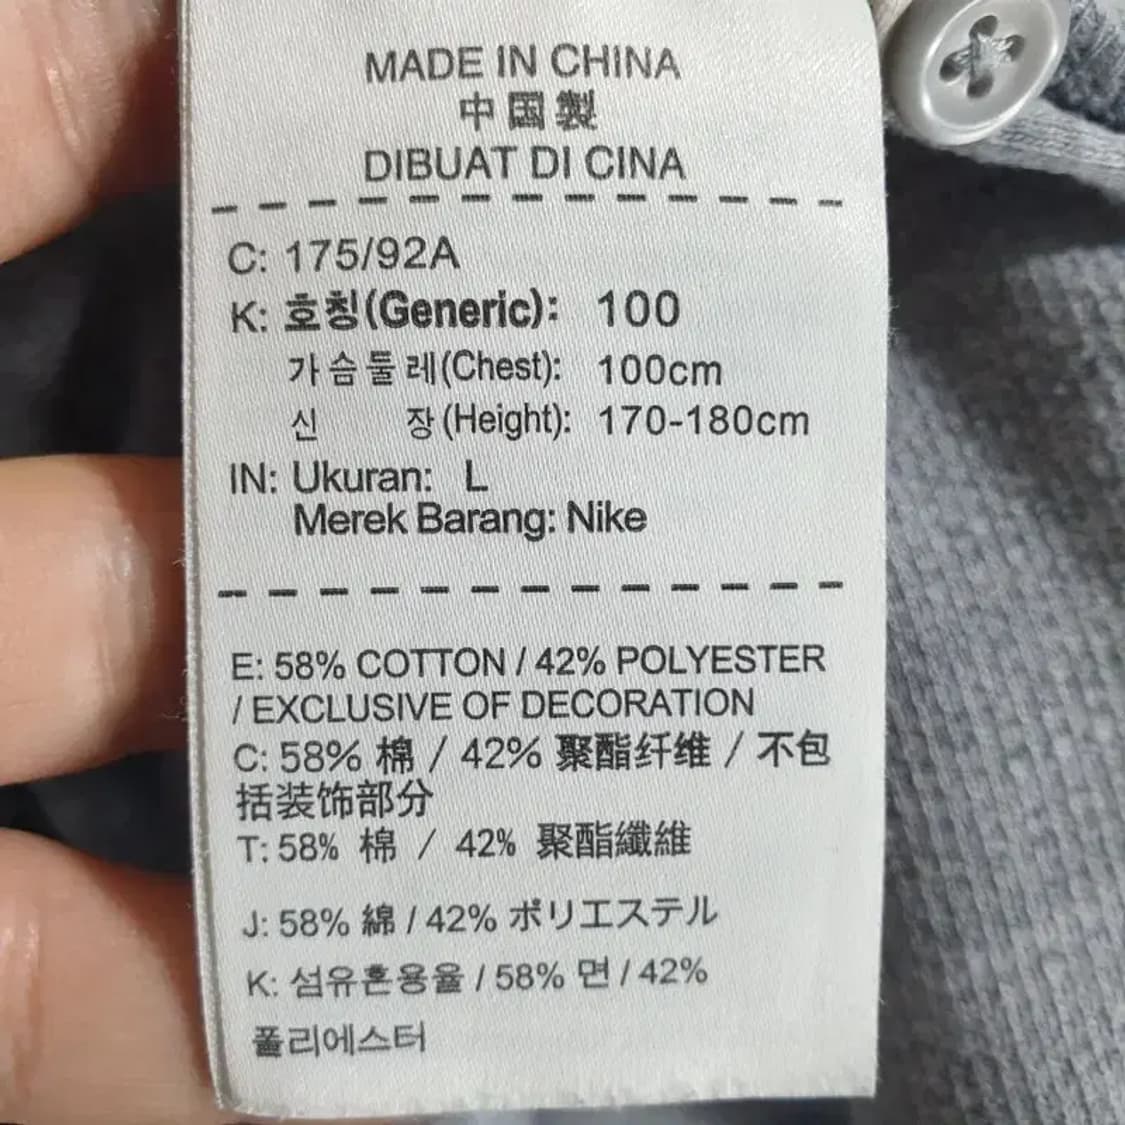 MADE IN CHINA
中国製
DIBUAT DI CINA
C: 175/92A
K: 호칭(Generic): 100
가슴둘레(Chest): 100cm
신 장(Height): 170-180cm
IN: Ukuran: L
Merek Barang: Nike
E: 58% COTTON / 42% POLYESTER
/ EXCLUSIVE OF DECORATION
C: 58% 棉 / 42% 聚酯纤维 / 不包
括装饰部分
T: 58% 棉 / 42% 聚酯纖維
J: 58% 綿 / 42% ポリエステル
K: 섬유혼용율 / 58% 면 / 42%
폴리에스터